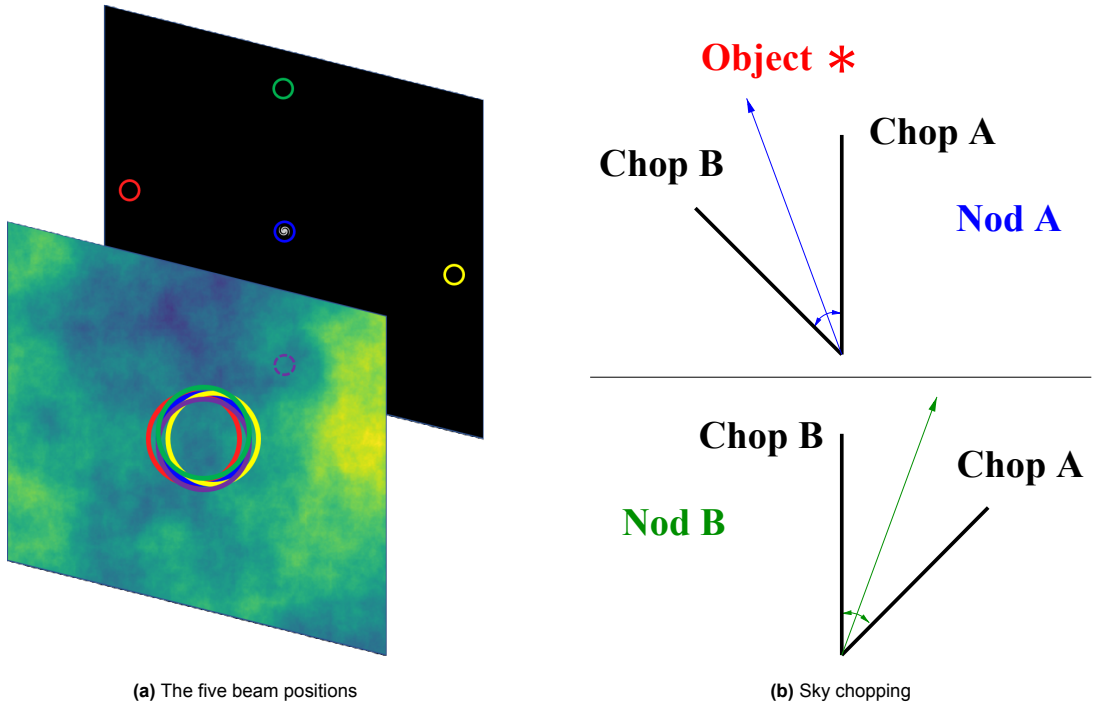 Object *
Chop A
Chop B
Nod A
Chop B
Chop A
Nod B
(a) The five beam positions
(b) Sky chopping